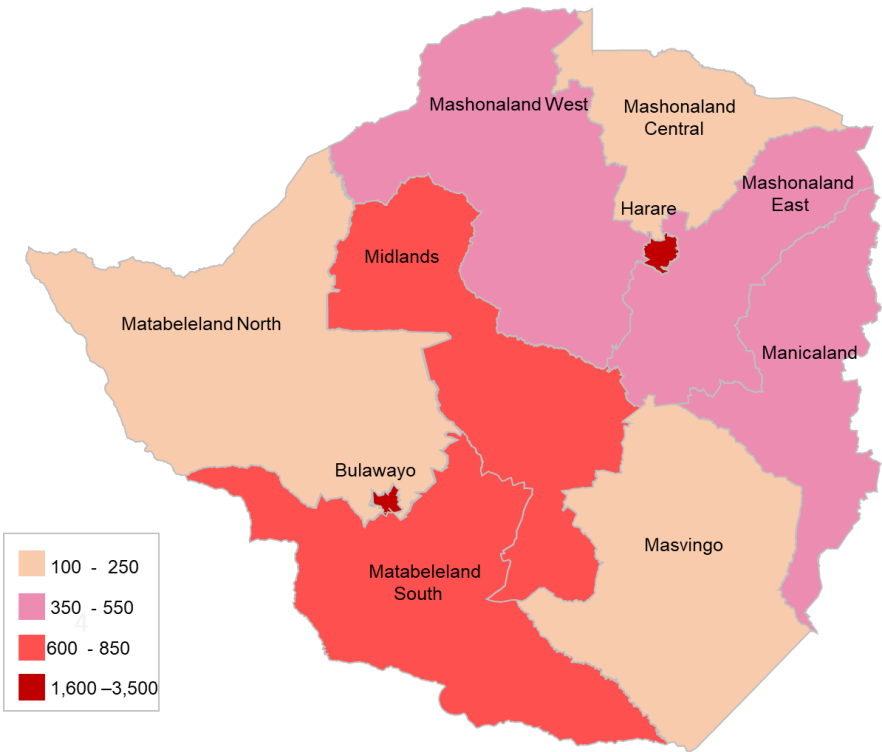 Mashonaland West
Mashonaland
Central
Mashonaland
East
Harare
Midlands
Matabeleland North
Manicaland
Bulawayo
Masvingo
Matabeleland
South
100 - 250
350 - 550
4
600 - 850
1,600 –3,500